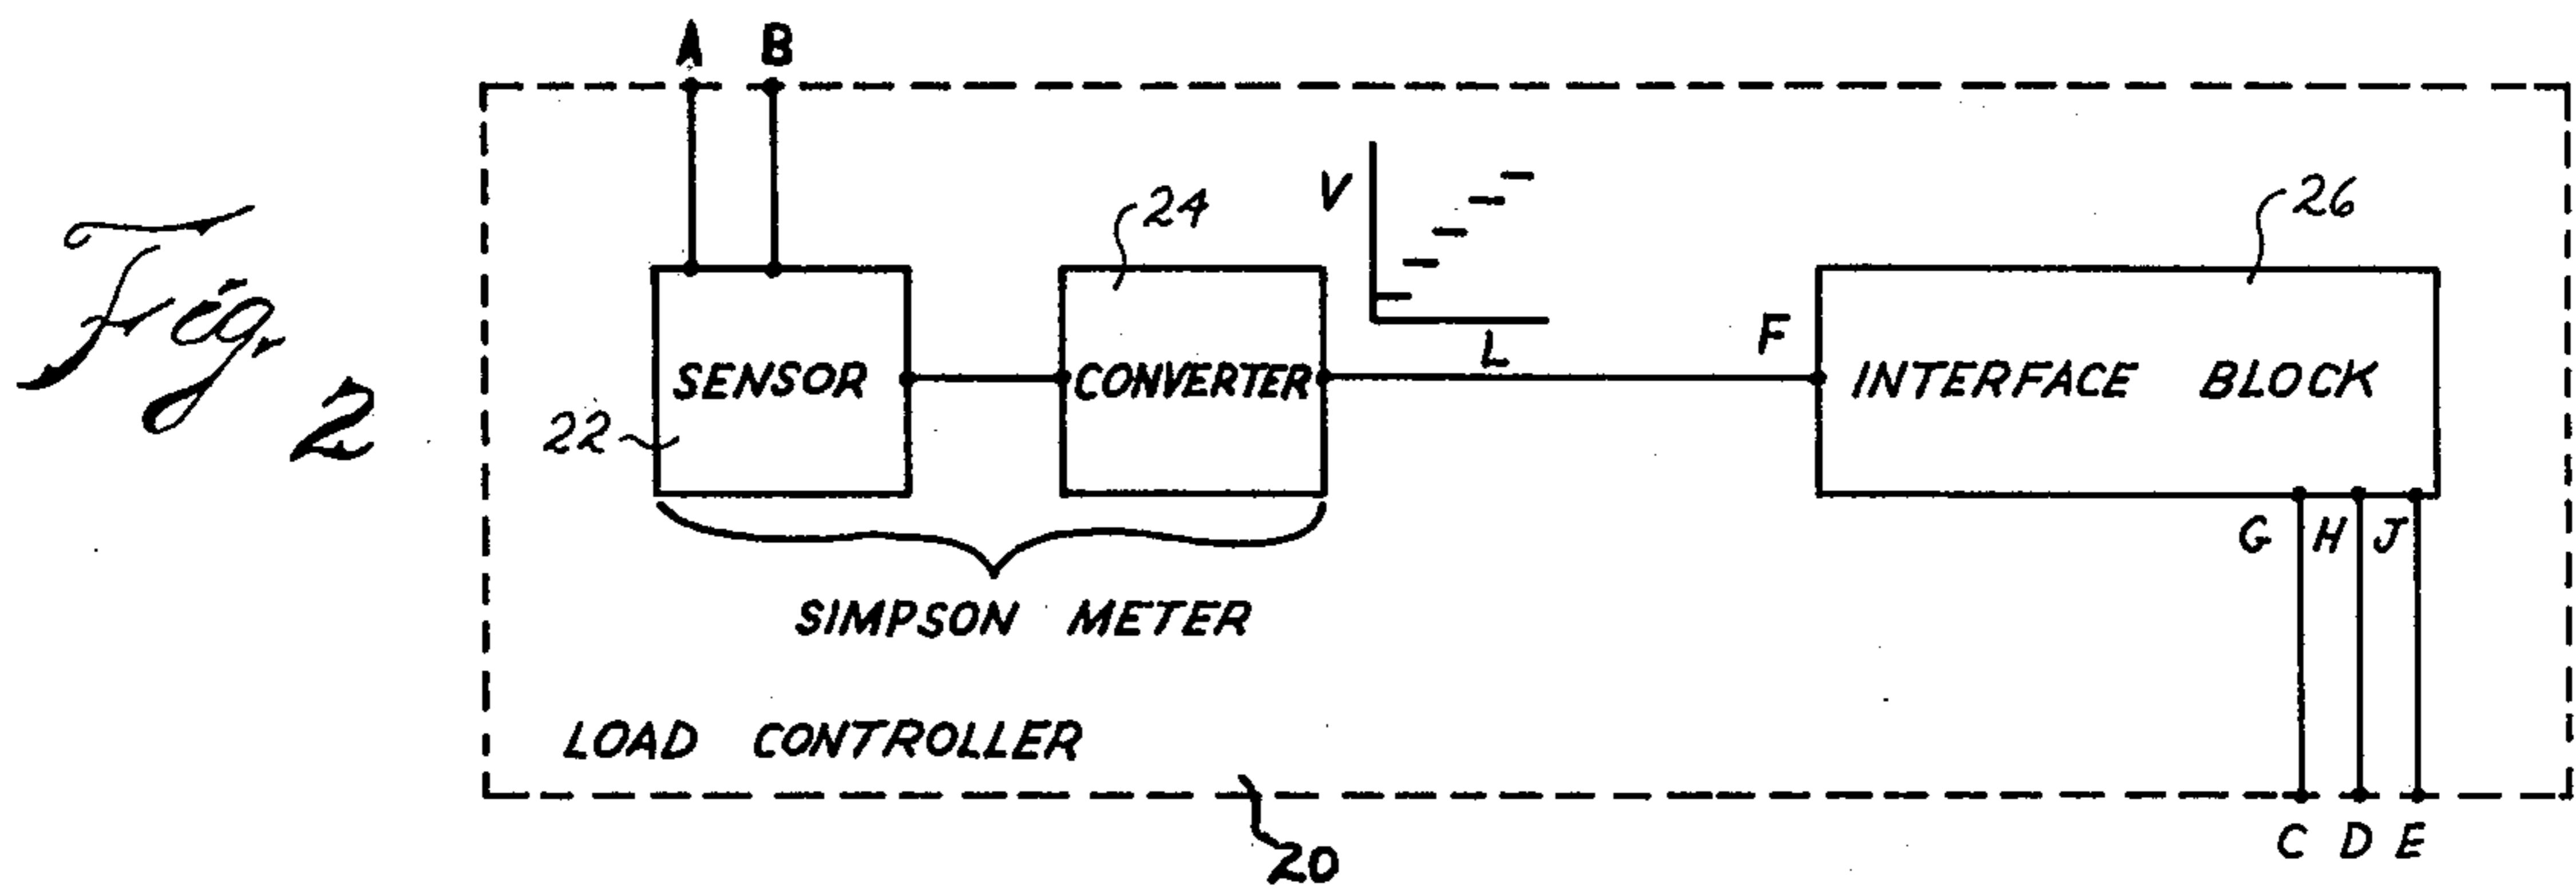 Fig. 2
A B
V
L
24
26
F
SENSOR
CONVERTER
INTERFACE BLOCK
22
G H J
SIMPSON METER
LOAD CONTROLLER
20
C D E